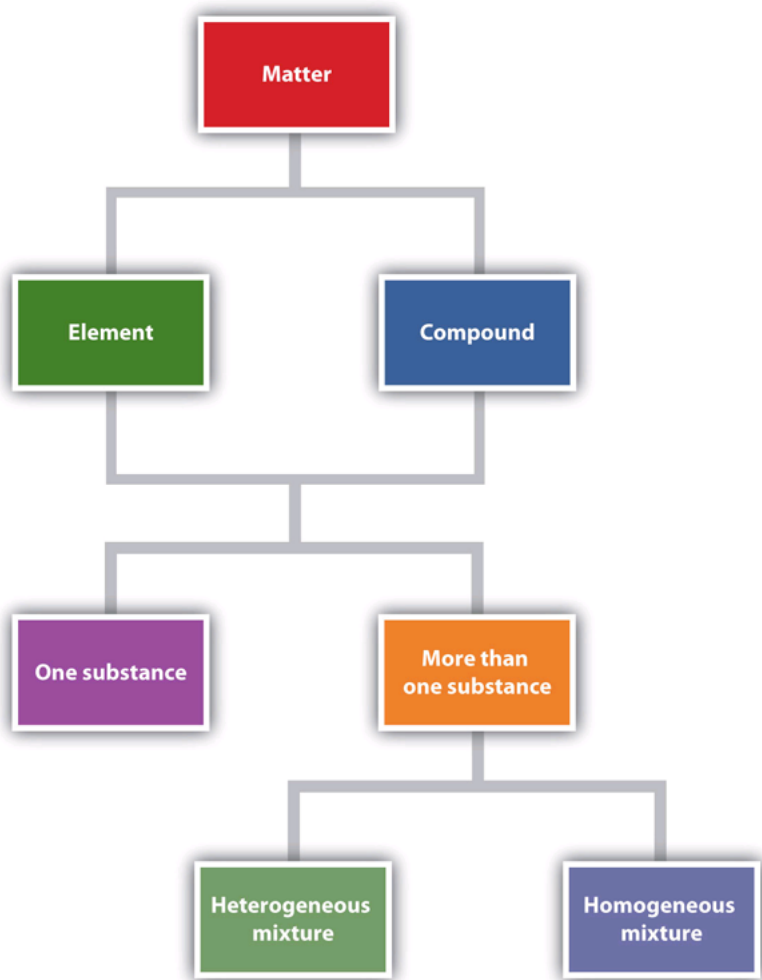 Matter
Element
Compound
One substance
More than
one substance
Heterogeneous
mixture
Homogeneous
mixture